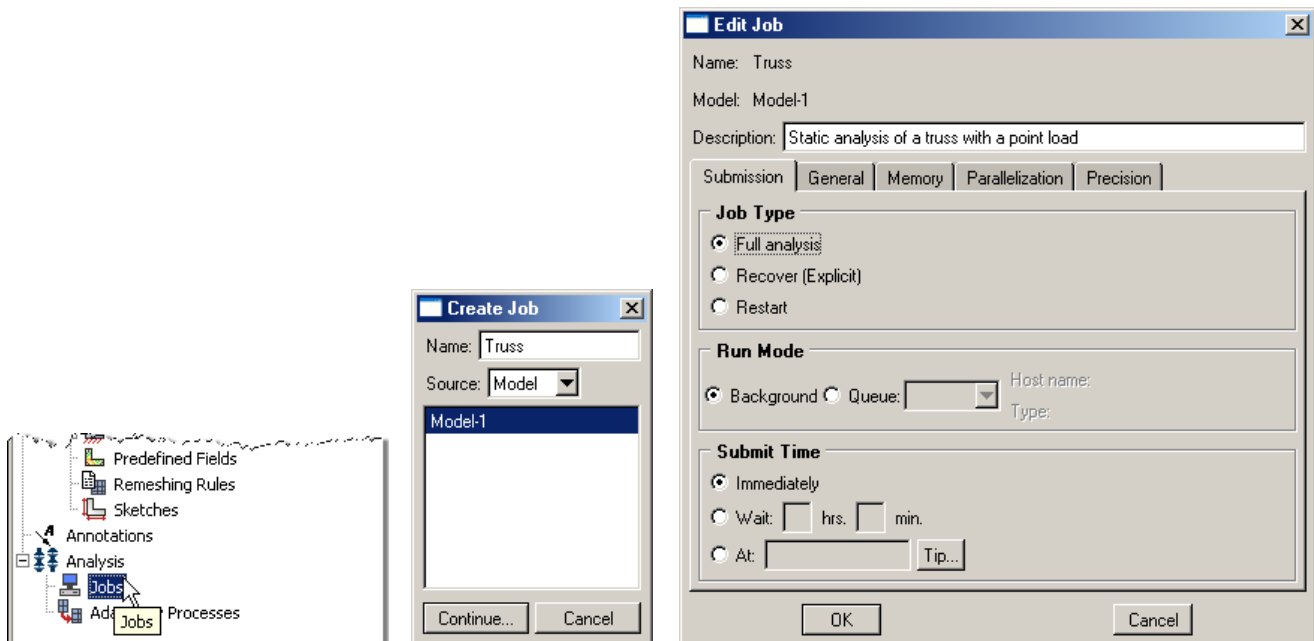 Predefined Fields
Remeshing Rules
Sketches
Annotations
Analysis
Jobs
Ada Processes
Jobs
Create Job
Name: Truss
Source: Model
Model-1
Continue... Cancel
Edit Job
Name: Truss
Model: Model-1
Description: Static analysis of a truss with a point load
Submission General Memory Parallelization Precision
Job Type
Full analysis
Recover (Explicit)
Restart
Run Mode
Background Queue: Host name:
Type:
Submit Time
Immediately
Wait: hrs. min.
At: Tip...
OK Cancel